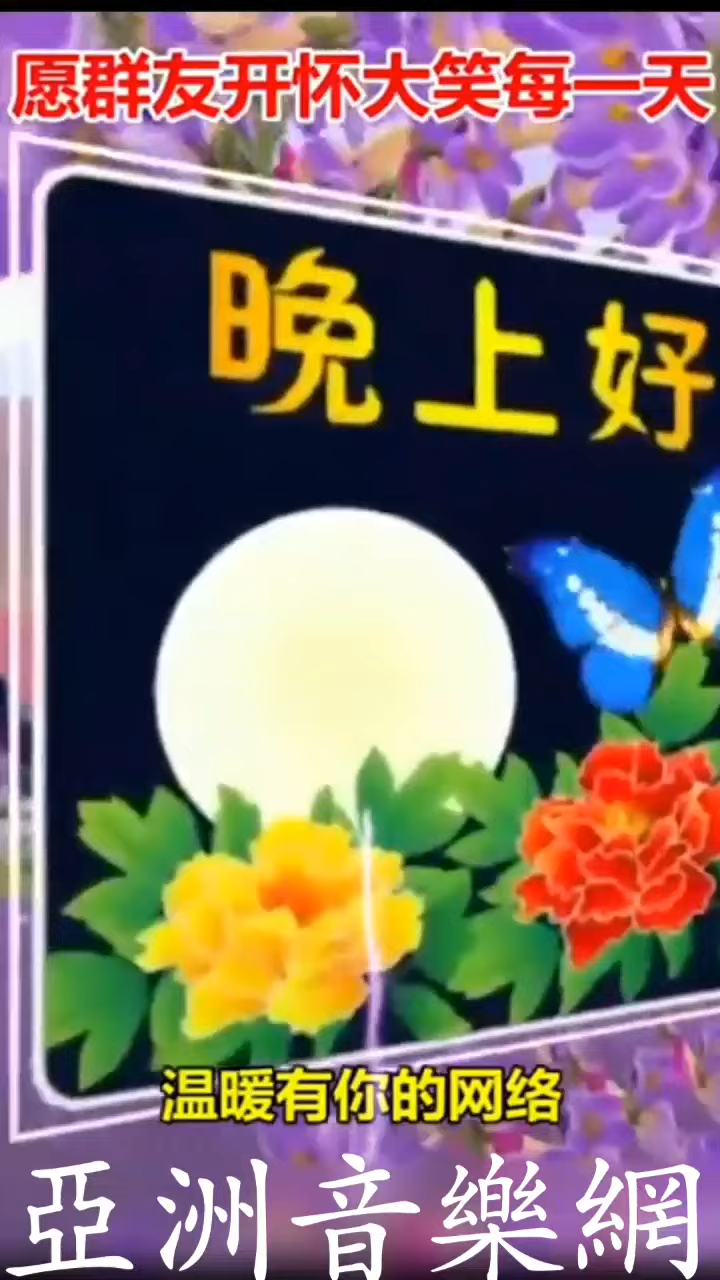 愿群友开怀大笑每一天
晚上好
温暖有你的网络
亞洲音樂網